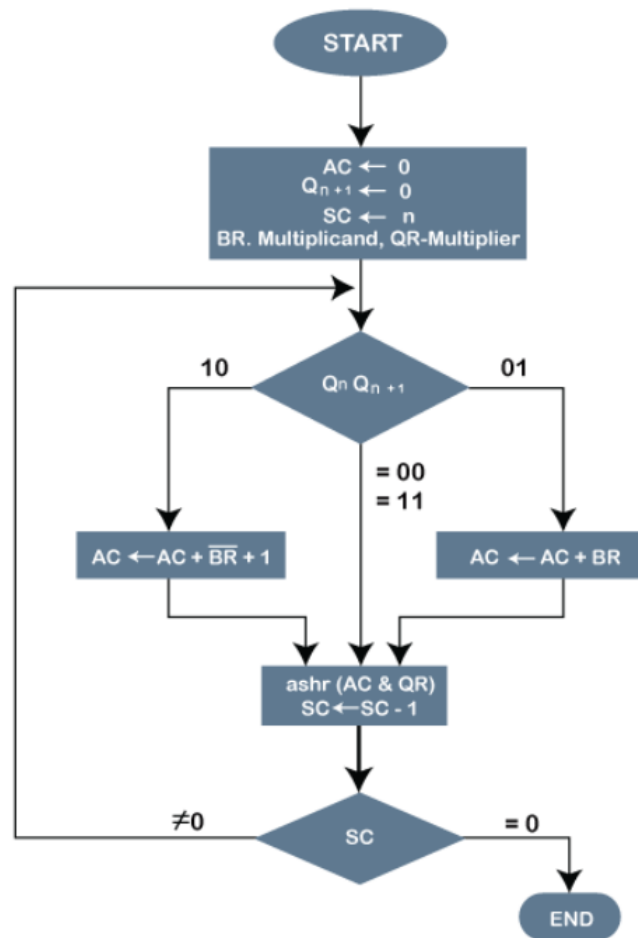 START
AC ← 0
Qn+1 ← 0
SC ← n
BR. Multiplicand, QR-Multiplier
10
Qn Qn+1
01
= 00
= 11
AC ← AC + B̅R̅ + 1
AC ← AC + BR
ashr (AC & QR)
SC ← SC - 1
≠0
SC
= 0
END